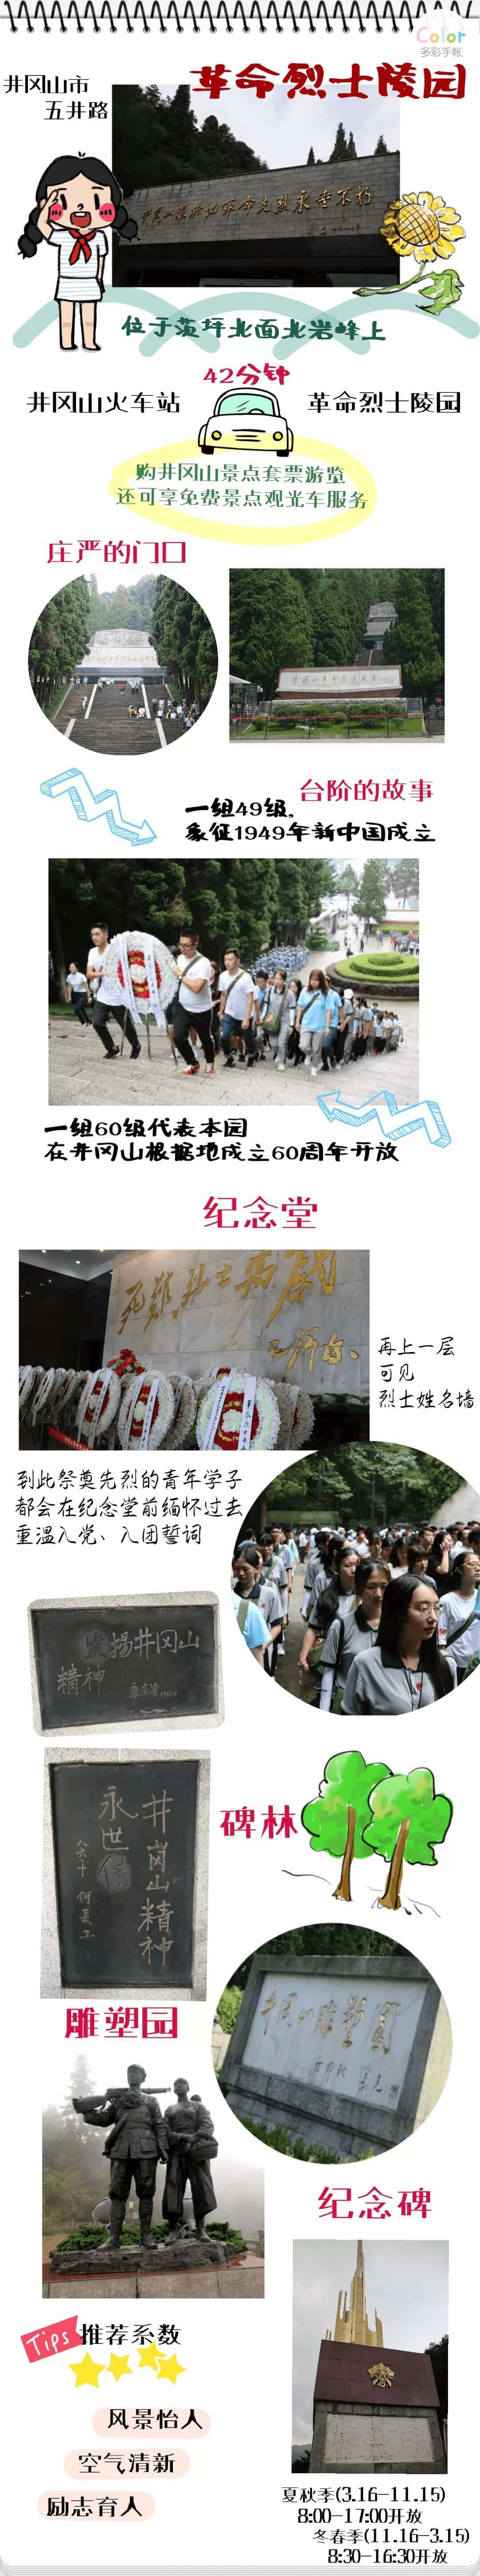 Color
多彩手帐
革命烈士陵园
井冈山市
五井路
井冈山根据地革命先烈永垂不朽
位于茨坪北面北岩峰上
42分钟
井冈山火车站
革命烈士陵园
购井冈山景点套票游览
还可享免费景点观光车服务
庄严的门口
台阶的故事
一组49级,
象征1949年新中国成立
一组60级代表本园
在井冈山根据地成立60周年开放
纪念堂
死难烈士万岁
毛泽东
再上一层
可见
烈士姓名墙
到此祭奠先烈的青年学子
都会在纪念堂前缅怀过去
重温入党、入团誓词
发扬井冈山
精神
碑林
井岗山精神
永世传
八六年 何长工
雕塑园
井冈山雕塑园
纪念碑
Tips
推荐系数
风景怡人
空气清新
励志育人
夏秋季(3.16-11.15)
8:00-17:00开放
冬春季(11.16-3.15)
8:30-16:30开放